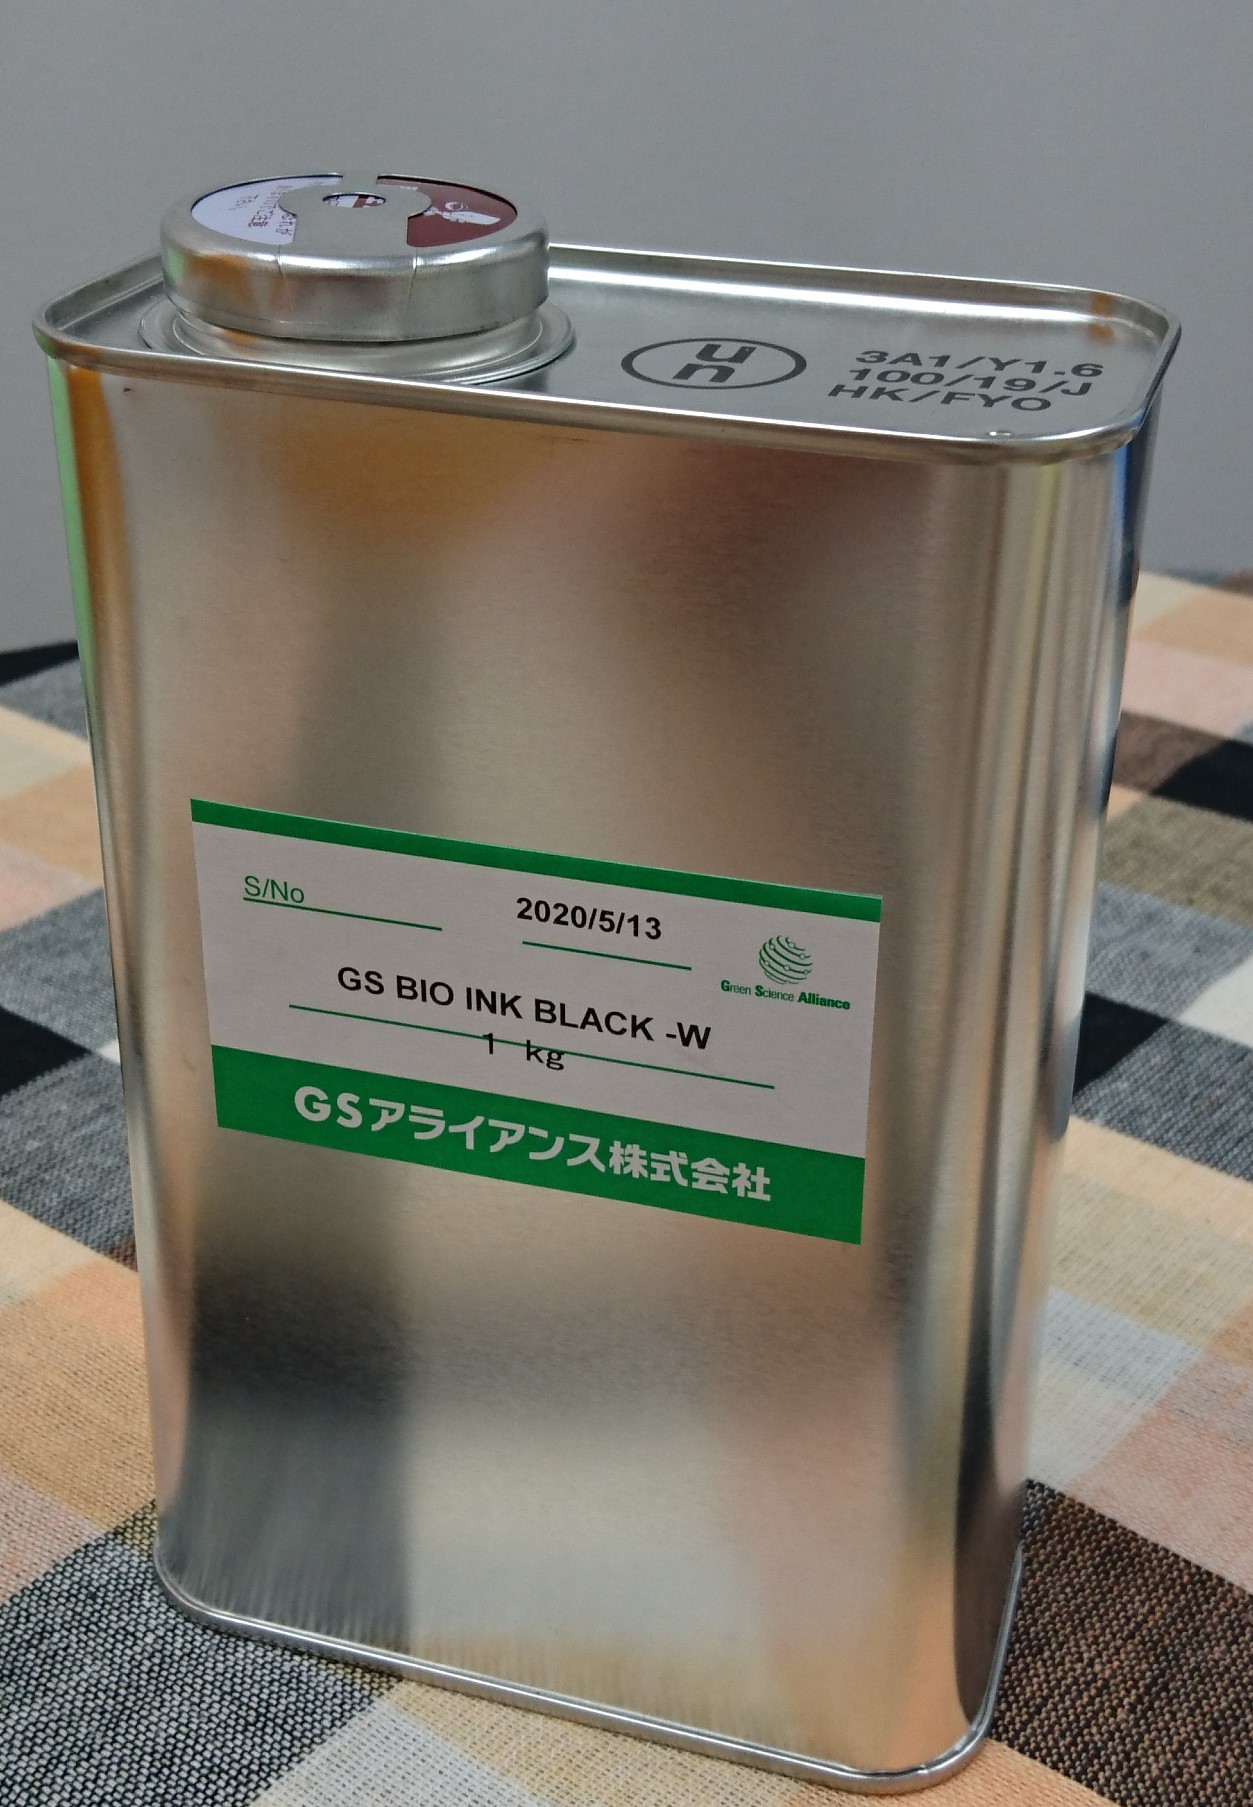 un
3A1/Y1.6
100/19/J
HK/FYO
S/No
2020/5/13
Green Science Alliance
GS BIO INK BLACK -W
1 kg
GSアライアンス株式会社